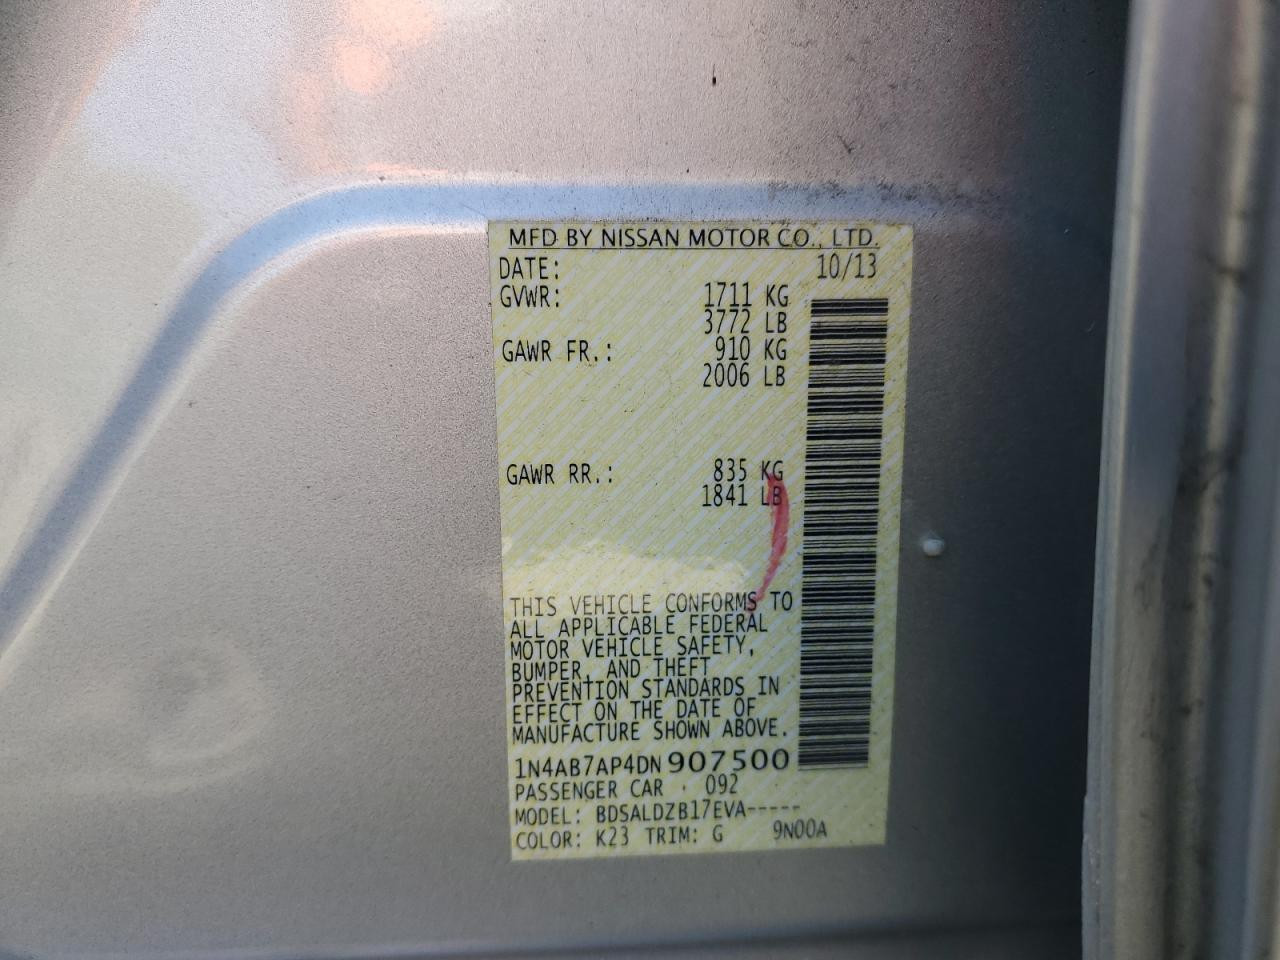 MFD BY NISSAN MOTOR CO., LTD.
DATE: 10/13
GVWR: 1711 KG
3772 LB
GAWR FR.: 910 KG
2006 LB
GAWR RR.: 835 KG
1841 LB
THIS VEHICLE CONFORMS TO
ALL APPLICABLE FEDERAL
MOTOR VEHICLE SAFETY,
BUMPER, AND THEFT
PREVENTION STANDARDS IN
EFFECT ON THE DATE OF
MANUFACTURE SHOWN ABOVE.
1N4AB7AP4DN907500
PASSENGER CAR 092
MODEL: BDSALDZB17EVA-----
COLOR: K23 TRIM: G 9N00A